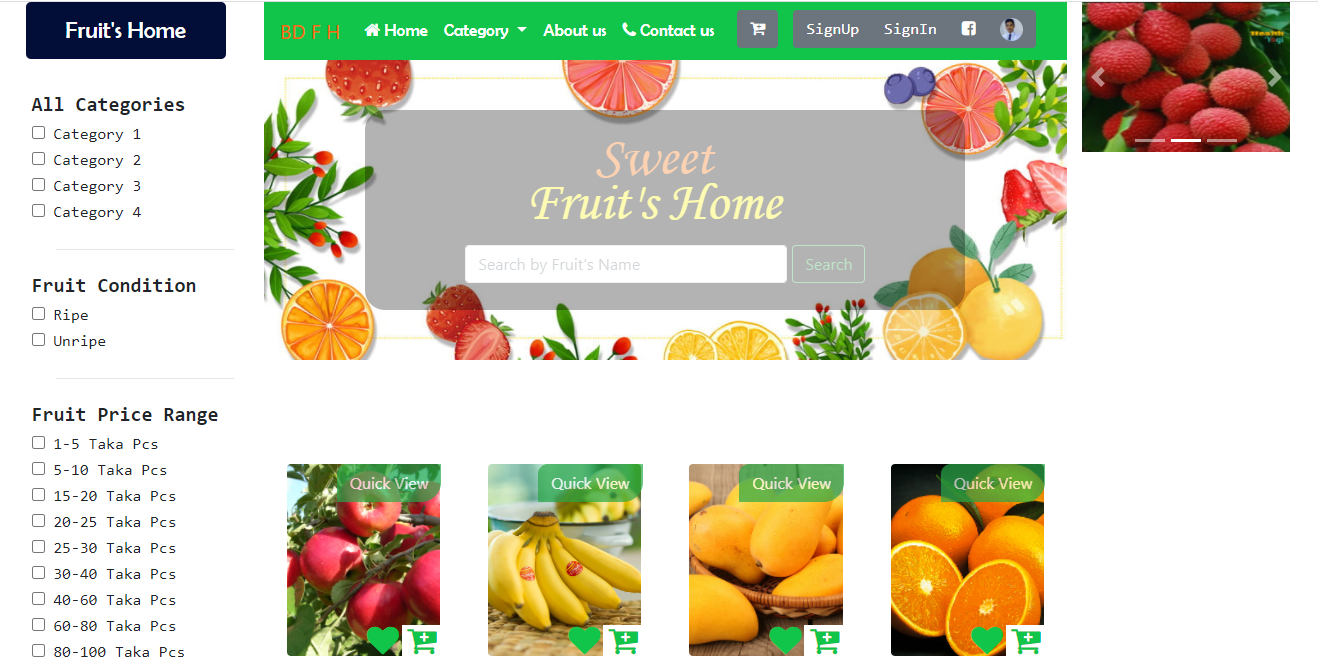 Fruit's Home
All Categories
Category 1
Category 2
Category 3
Category 4
Fruit Condition
Ripe
Unripe
Fruit Price Range
1-5 Taka Pcs
5-10 Taka Pcs
15-20 Taka Pcs
20-25 Taka Pcs
25-30 Taka Pcs
30-40 Taka Pcs
40-60 Taka Pcs
60-80 Taka Pcs
80-100 Taka Pcs
BD F H Home Category About us Contact us SignUp SignIn
Sweet
Fruit's Home
Search by Fruit's Name Search
Quick View Quick View Quick View Quick View
Health
Yogi